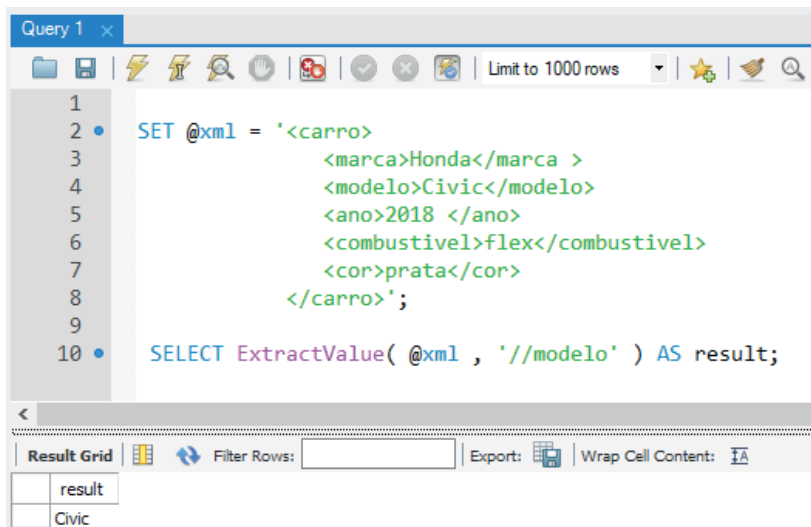 Query 1 ×
Limit to 1000 rows
1
2 SET @xml = '<carro>
3 <marca>Honda</marca >
4 <modelo>Civic</modelo>
5 <ano>2018 </ano>
6 <combustivel>flex</combustivel>
7 <cor>prata</cor>
8 </carro>';
9
10 SELECT ExtractValue( @xml , '//modelo' ) AS result;
Result Grid Filter Rows: Export: Wrap Cell Content: IA
result
Civic